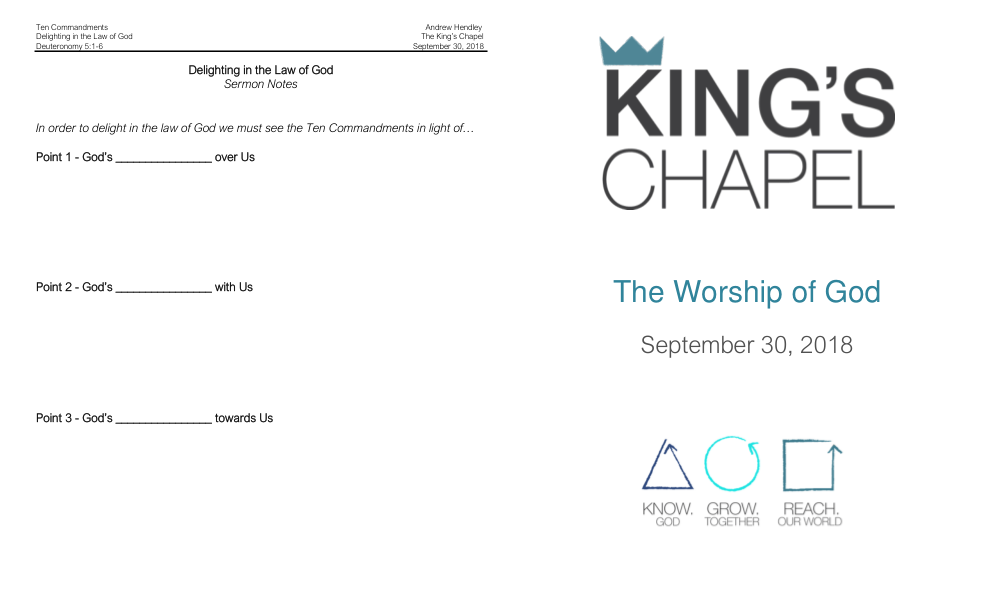 Ten Commandments
Delighting in the Law of God
Deuteronomy 5:1-6
Andrew Hendley
The King's Chapel
September 30, 2018
Delighting in the Law of God
Sermon Notes
In order to delight in the law of God we must see the Ten Commandments in light of…
Point 1 - God's ________________ over Us
Point 2 - God's ________________ with Us
Point 3 - God's ________________ towards Us
KING'S
CHAPEL
The Worship of God
September 30, 2018
KNOW.
GOD
GROW.
TOGETHER
REACH.
OUR WORLD